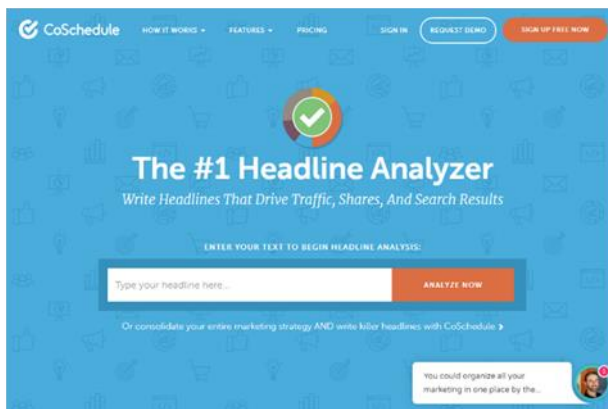 CoSchedule HOW IT WORKS FEATURES PRICING SIGN IN REQUEST DEMO SIGN UP FREE NOW
The #1 Headline Analyzer
Write Headlines That Drive Traffic, Shares, And Search Results
ENTER YOUR TEXT TO BEGIN HEADLINE ANALYSIS:
Type your headline here... ANALYZE NOW
Or consolidate your entire marketing strategy AND write killer headlines with CoSchedule
You could organize all your
marketing in one place by the...
1